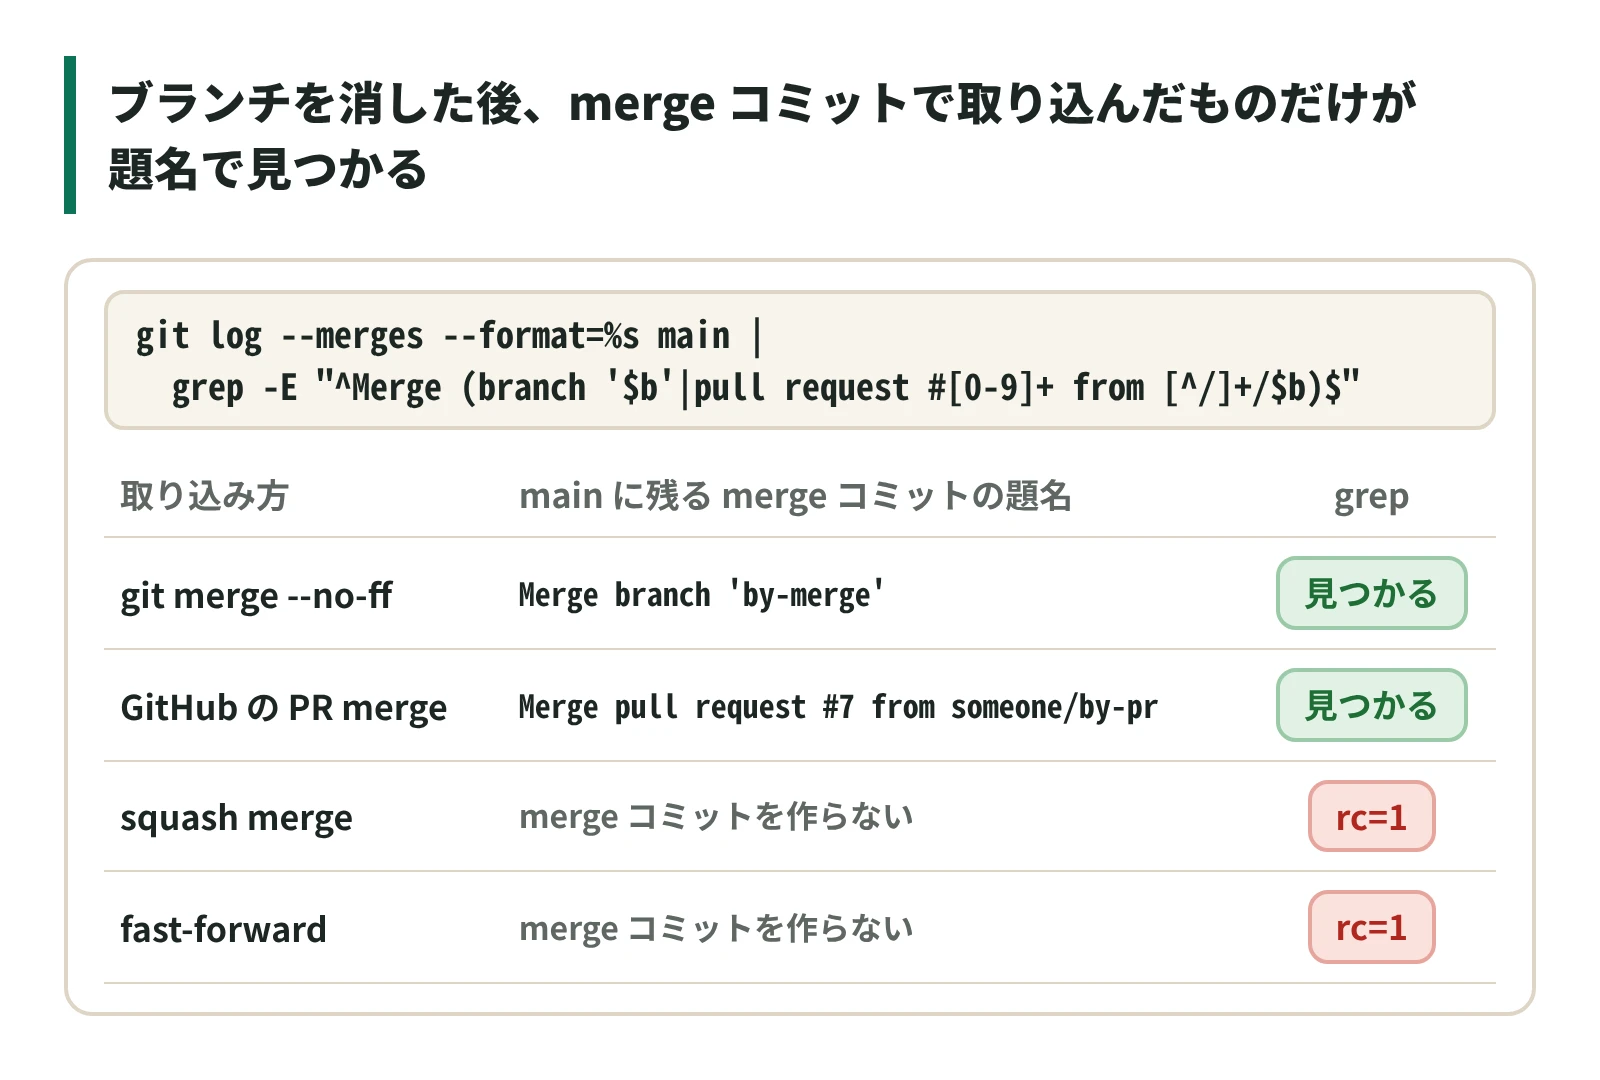 ブランチを消した後、merge コミットで取り込んだものだけが
題名で見つかる
git log --merges --format=%s main |
  grep -E "^Merge (branch '$b'|pull request #[0-9]+ from [^/]+/$b)$"
取り込み方 main に残る merge コミットの題名 grep
git merge --no-ff Merge branch 'by-merge' 見つかる
GitHub の PR merge Merge pull request #7 from someone/by-pr 見つかる
squash merge merge コミットを作らない rc=1
fast-forward merge コミットを作らない rc=1